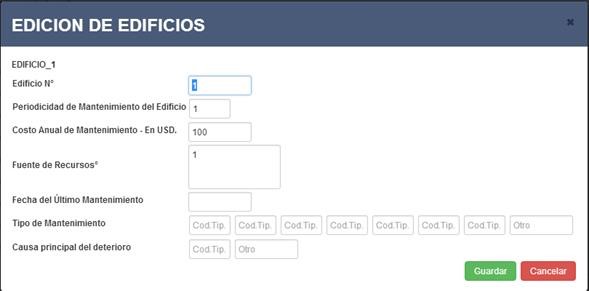 EDICION DE EDIFICIOS ×
EDIFICIO_1
Edificio N° 1
Periodicidad de Mantenimiento del Edificio 1
Costo Anual de Mantenimiento - En USD. 100
Fuente de Recursos° 1
Fecha del Último Mantenimiento
Tipo de Mantenimiento Cod.Tip. Cod.Tip. Cod.Tip. Cod.Tip. Cod.Tip. Cod.Tip. Cod.Tip. Otro
Causa principal del deterioro Cod.Tip. Otro
Guardar Cancelar